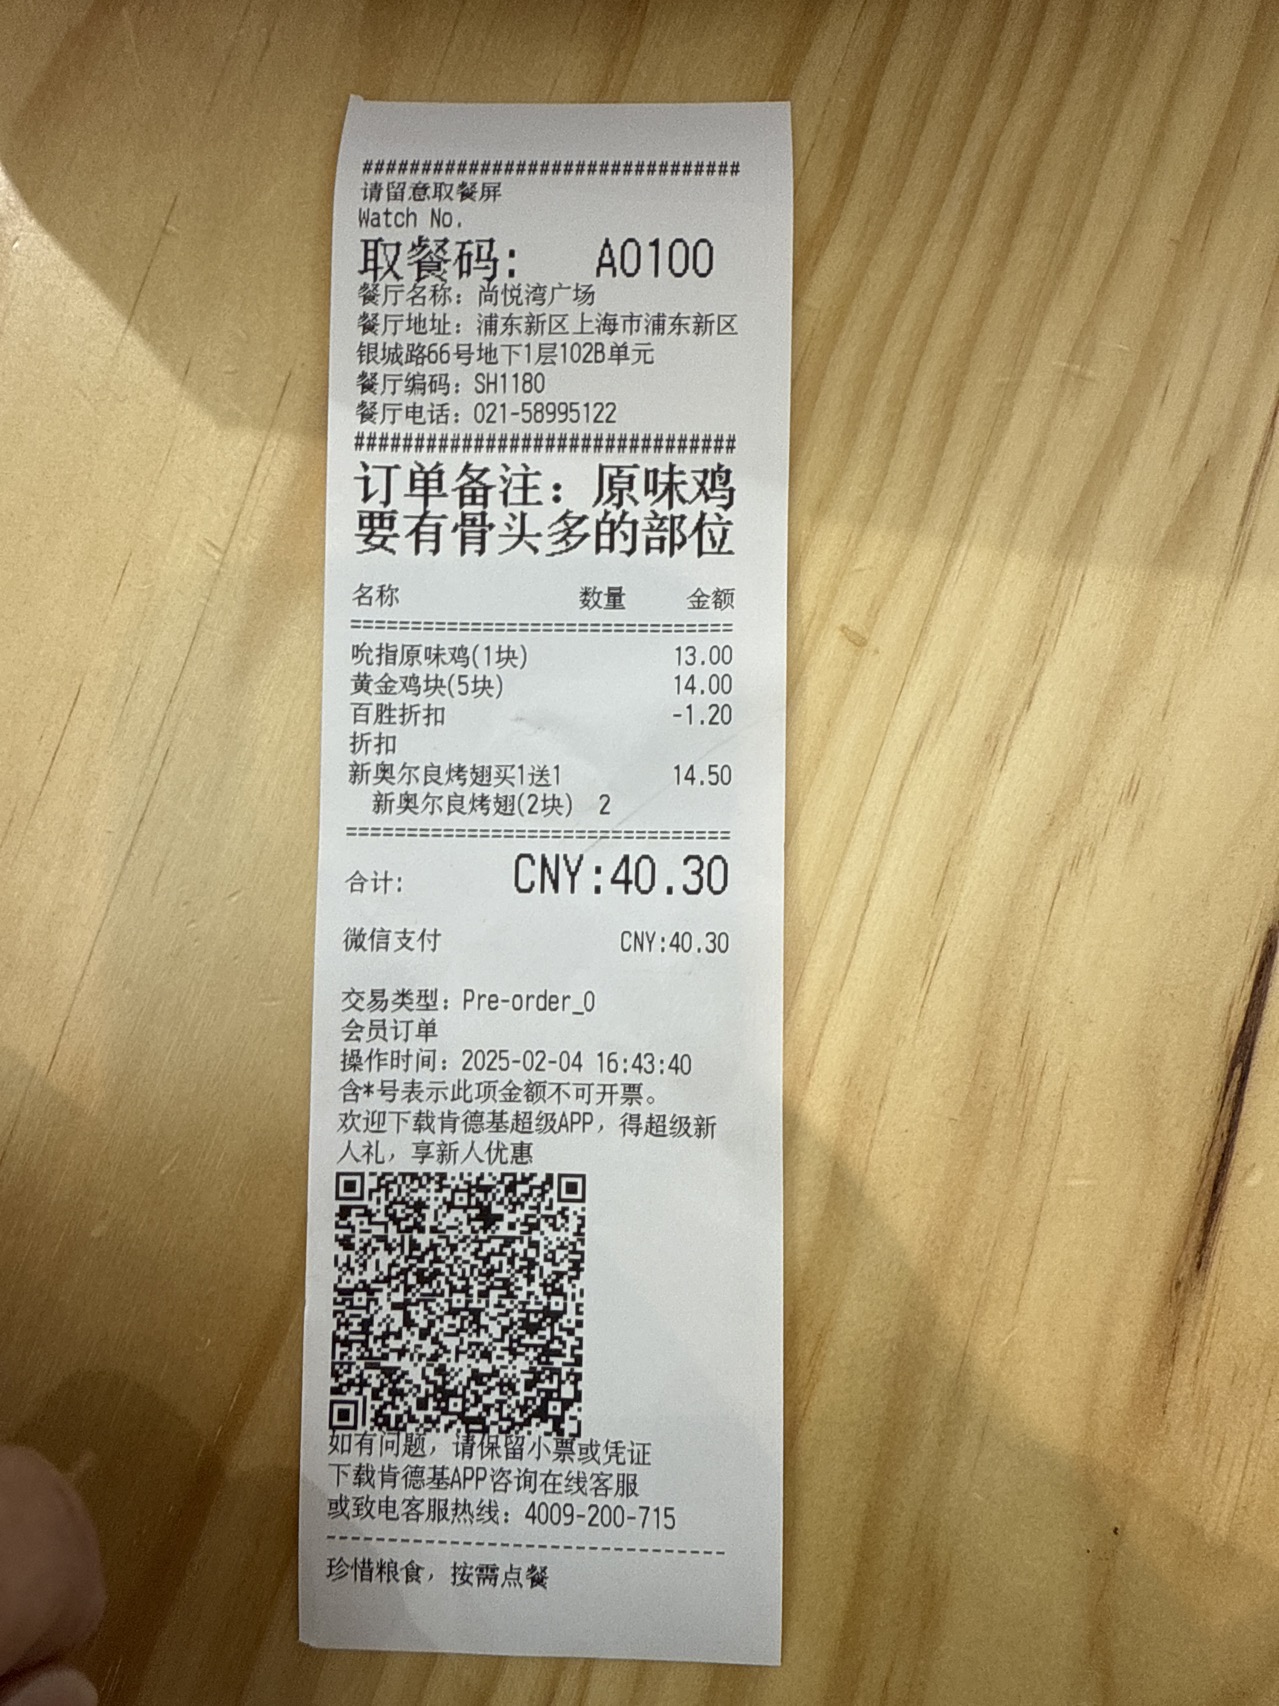 ################################
请留意取餐屏
Watch No.
取餐码: A0100
餐厅名称: 尚悦湾广场
餐厅地址: 浦东新区上海市浦东新区
银城路66号地下1层102B单元
餐厅编码: SH1180
餐厅电话: 021-58995122
################################
订单备注: 原味鸡
要有骨头多的部位
名称 数量 金额
================================
吮指原味鸡(1块) 13.00
黄金鸡块(5块) 14.00
百胜折扣 -1.20
折扣
新奥尔良烤翅买1送1 14.50
新奥尔良烤翅(2块) 2
================================
合计: CNY:40.30
微信支付 CNY:40.30
交易类型: Pre-order_0
会员订单
操作时间: 2025-02-04 16:43:40
含*号表示此项金额不可开票。
欢迎下载肯德基超级APP，得超级新
人礼，享新人优惠
如有问题，请保留小票或凭证
下载肯德基APP咨询在线客服
或致电客服热线: 4009-200-715
--------------------------------
珍惜粮食，按需点餐